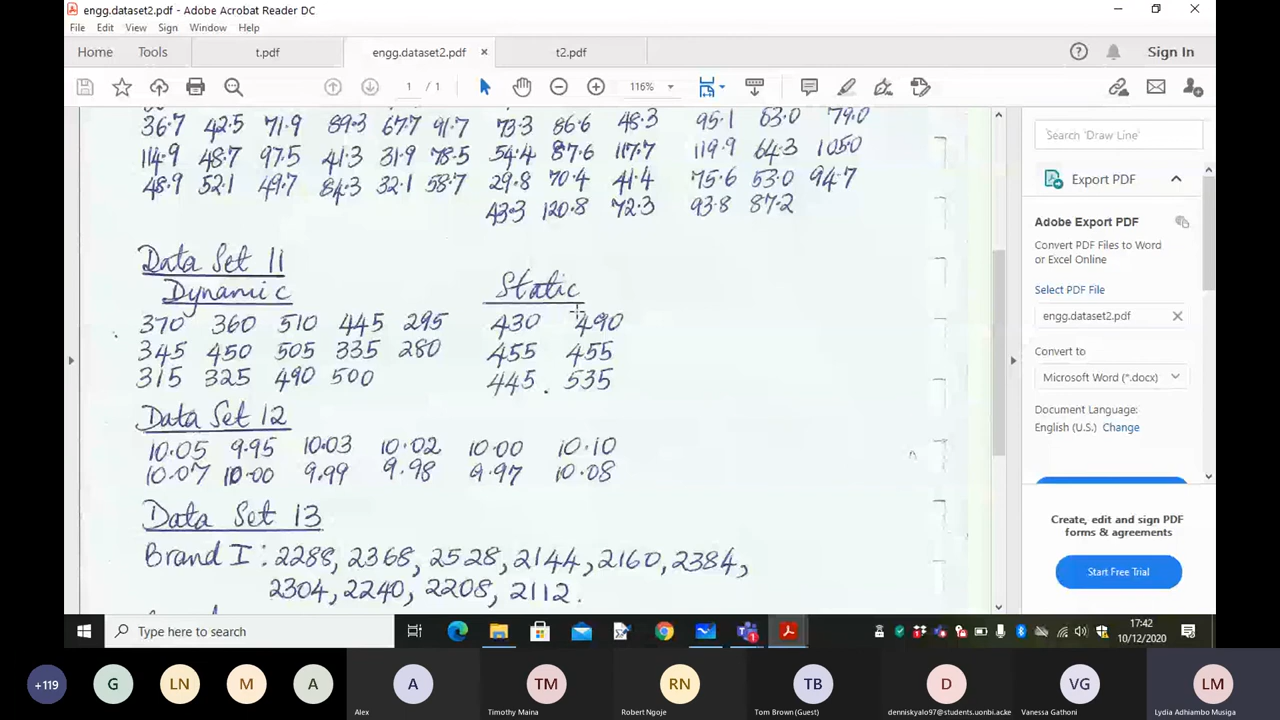 engg.dataset2.pdf - Adobe Acrobat Reader DC
File Edit View Sign Window Help
Home Tools t.pdf engg.dataset2.pdf × t2.pdf Sign In
1 / 1 116%
36.7 42.5 71.9 89.3 67.7 91.7 73.3 86.6 48.3 95.1 63.0 79.0
114.9 48.7 97.5 41.3 31.9 78.5 54.4 87.6 117.7 119.9 64.3 105.0
48.9 52.1 49.7 84.3 32.1 58.7 29.8 70.4 41.4 75.6 53.0 94.7
43.3 120.8 72.3 93.8 87.2
Data Set 11
Dynamic Static
370 360 510 445 295 430 490
345 450 505 335 280 455 455
315 325 490 500 445. 535
Data Set 12
10.05 9.95 10.03 10.02 10.00 10.10
10.07 10.00 9.99 9.98 9.97 10.08
Data Set 13
Brand I: 2288, 2368, 2528, 2144, 2160, 2384,
2304, 2240, 2208, 2112.
Search 'Draw Line'
Export PDF
Adobe Export PDF
Convert PDF Files to Word
or Excel Online
Select PDF File
engg.dataset2.pdf ×
Convert to
Microsoft Word (*.docx)
Document Language:
English (U.S.) Change
Create, edit and sign PDF
forms & agreements
Start Free Trial
Type here to search
17:42
10/12/2020
+119 G LN M A A TM RN TB D VG LM
Alex Timothy Maina Robert Ngoje Tom Brown (Guest) denniskyalo97@students.uonbi.ac.ke Vanessa Gathoni Lydia Adhiambo Musiga